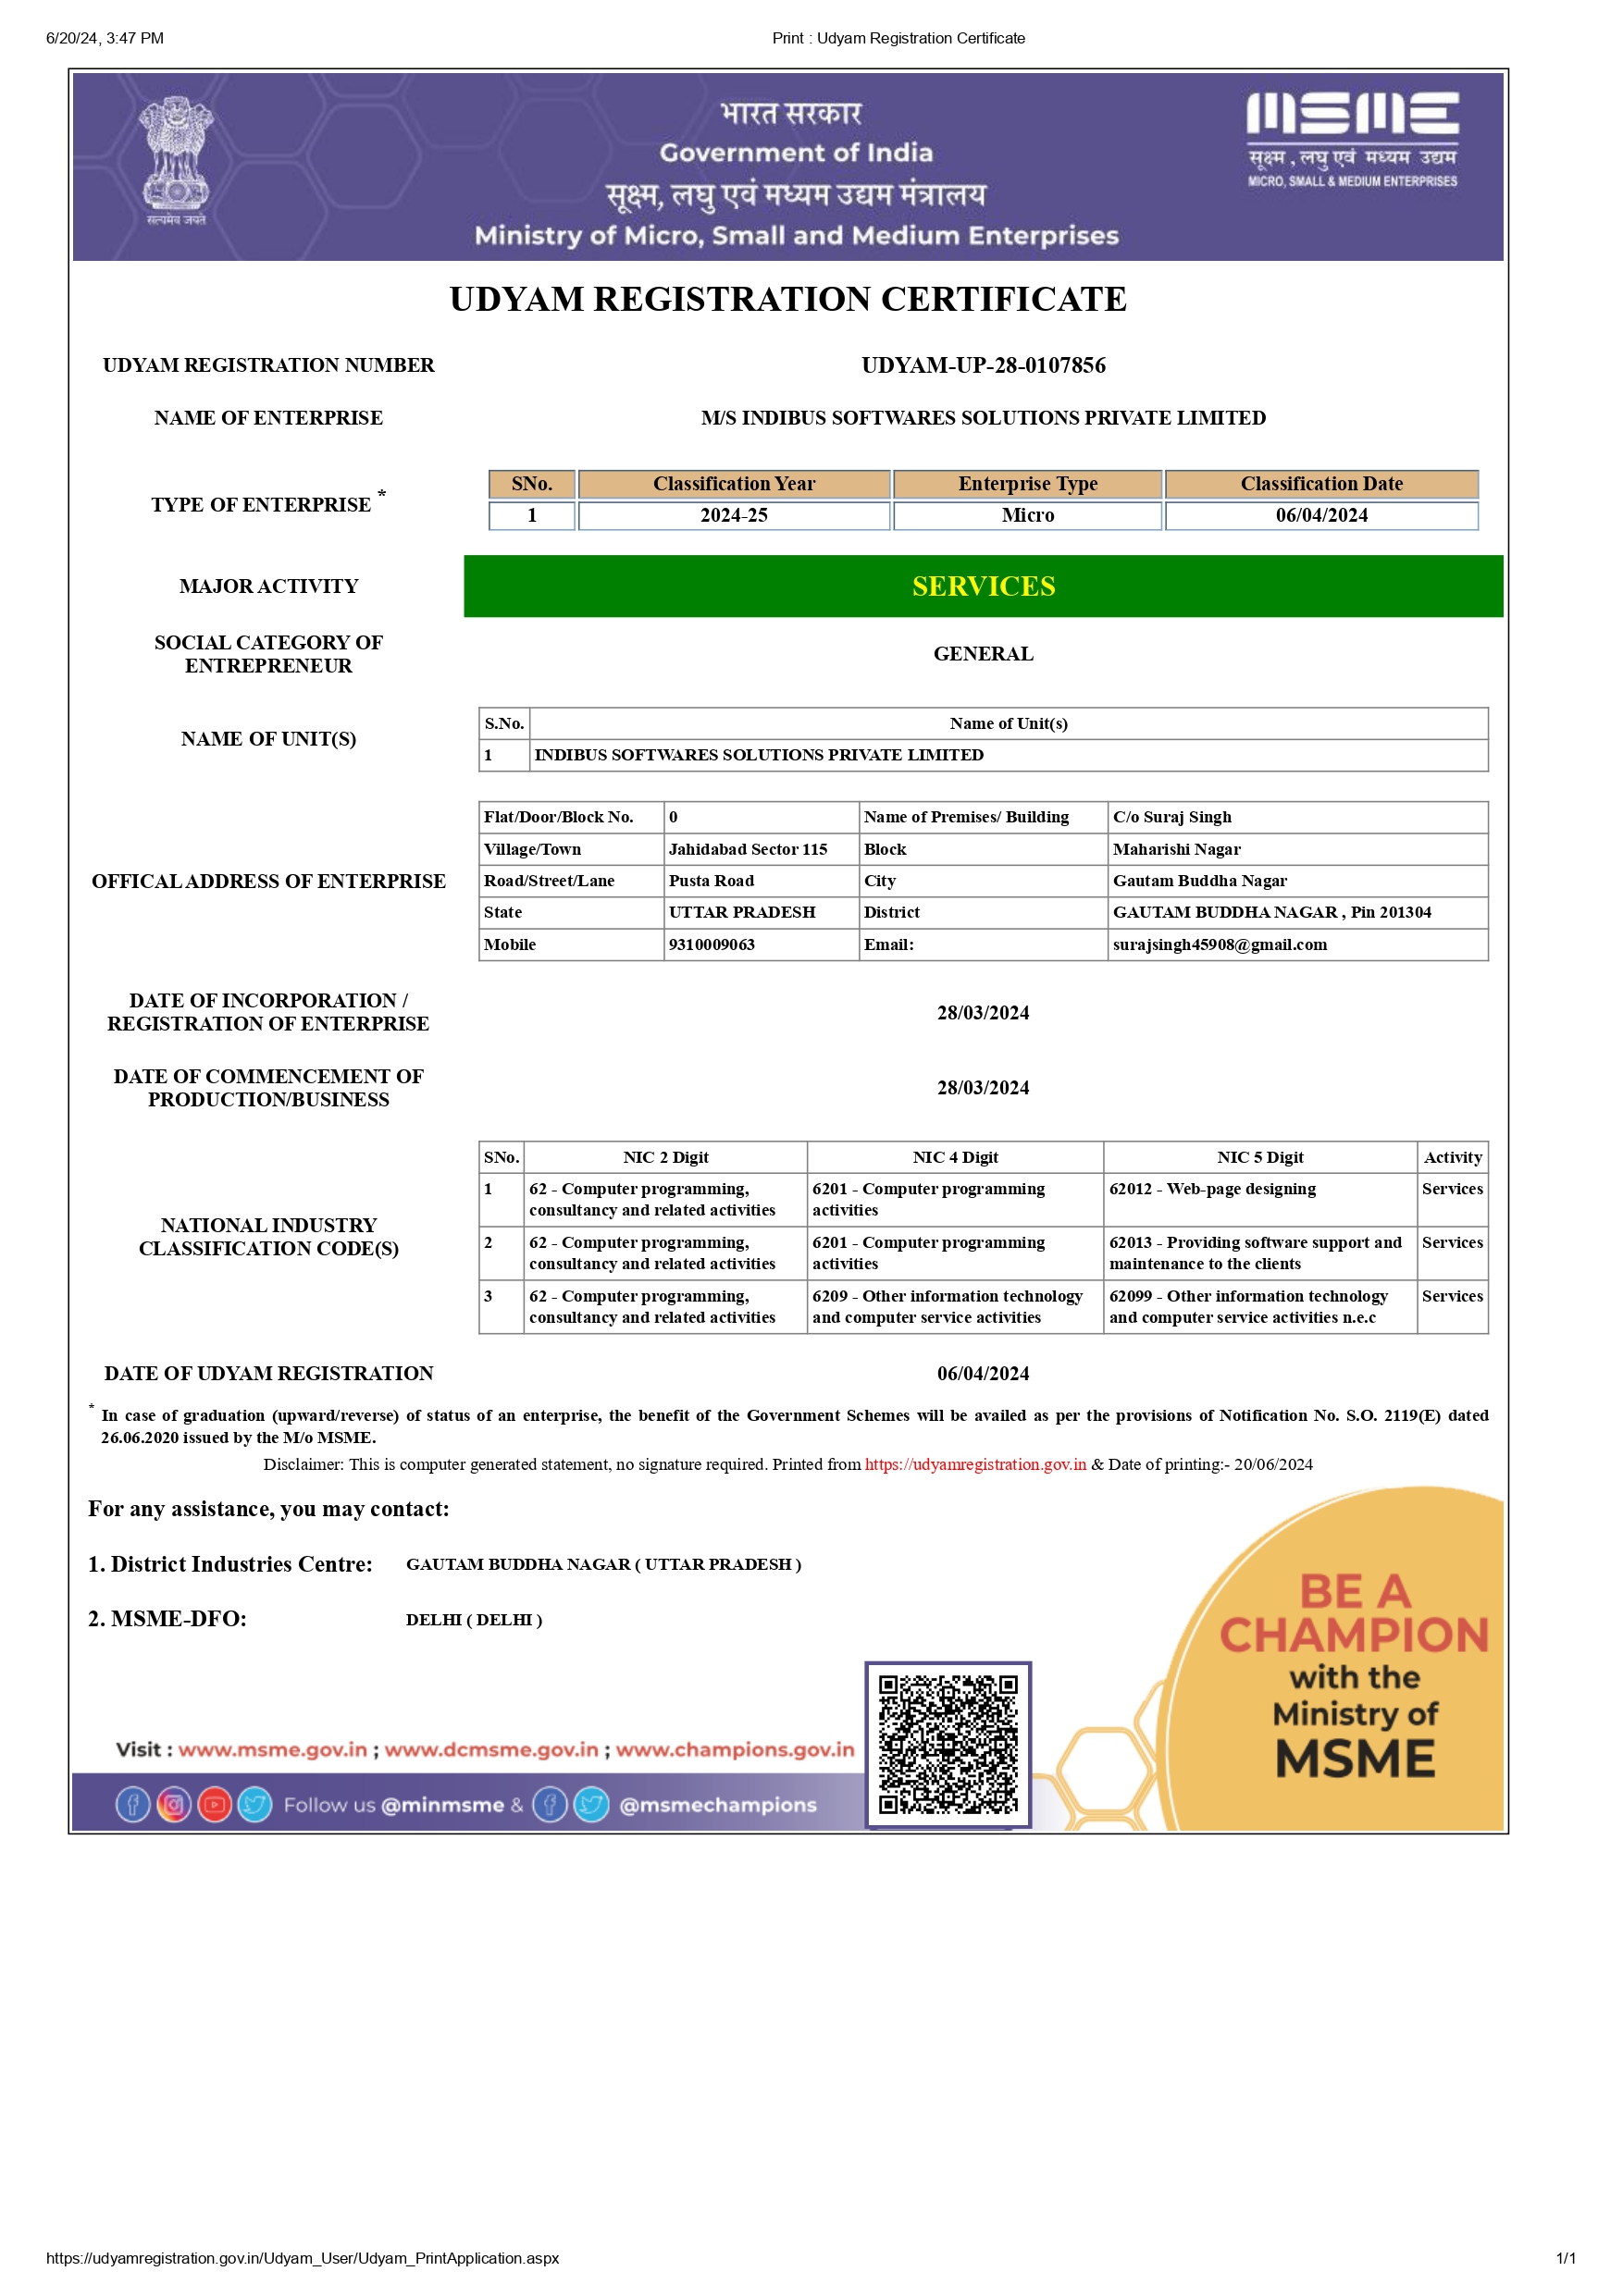 6/20/24, 3:47 PM Print : Udyam Registration Certificate
भारत सरकार
Government of India
सूक्ष्म, लघु एवं मध्यम उद्यम मंत्रालय
Ministry of Micro, Small and Medium Enterprises
सत्यमेव जयते
MSME
सूक्ष्म , लघु एवं मध्यम उद्यम
MICRO, SMALL & MEDIUM ENTERPRISES
UDYAM REGISTRATION CERTIFICATE
UDYAM REGISTRATION NUMBER UDYAM-UP-28-0107856
NAME OF ENTERPRISE M/S INDIBUS SOFTWARES SOLUTIONS PRIVATE LIMITED
TYPE OF ENTERPRISE *
SNo. Classification Year Enterprise Type Classification Date
1 2024-25 Micro 06/04/2024
MAJOR ACTIVITY SERVICES
SOCIAL CATEGORY OF
ENTREPRENEUR
GENERAL
NAME OF UNIT(S)
S.No. Name of Unit(s)
1 INDIBUS SOFTWARES SOLUTIONS PRIVATE LIMITED
OFFICAL ADDRESS OF ENTERPRISE
Flat/Door/Block No. 0 Name of Premises/ Building C/o Suraj Singh
Village/Town Jahidabad Sector 115 Block Maharishi Nagar
Road/Street/Lane Pusta Road City Gautam Buddha Nagar
State UTTAR PRADESH District GAUTAM BUDDHA NAGAR , Pin 201304
Mobile 9310009063 Email: surajsingh45908@gmail.com
DATE OF INCORPORATION /
REGISTRATION OF ENTERPRISE
28/03/2024
DATE OF COMMENCEMENT OF
PRODUCTION/BUSINESS
28/03/2024
NATIONAL INDUSTRY
CLASSIFICATION CODE(S)
SNo. NIC 2 Digit NIC 4 Digit NIC 5 Digit Activity
1 62 - Computer programming, 6201 - Computer programming 62012 - Web-page designing Services
consultancy and related activities activities
2 62 - Computer programming, 6201 - Computer programming 62013 - Providing software support and Services
consultancy and related activities activities maintenance to the clients
3 62 - Computer programming, 6209 - Other information technology 62099 - Other information technology Services
consultancy and related activities and computer service activities and computer service activities n.e.c
DATE OF UDYAM REGISTRATION 06/04/2024
* In case of graduation (upward/reverse) of status of an enterprise, the benefit of the Government Schemes will be availed as per the provisions of Notification No. S.O. 2119(E) dated
26.06.2020 issued by the M/o MSME.
Disclaimer: This is computer generated statement, no signature required. Printed from https://udyamregistration.gov.in & Date of printing:- 20/06/2024
For any assistance, you may contact:
1. District Industries Centre: GAUTAM BUDDHA NAGAR ( UTTAR PRADESH )
2. MSME-DFO: DELHI ( DELHI )
BE A
CHAMPION
with the
Ministry of
MSME
Visit : www.msme.gov.in ; www.dcmsme.gov.in ; www.champions.gov.in
Follow us @minmsme & @msmechampions
https://udyamregistration.gov.in/Udyam_User/Udyam_PrintApplication.aspx 1/1